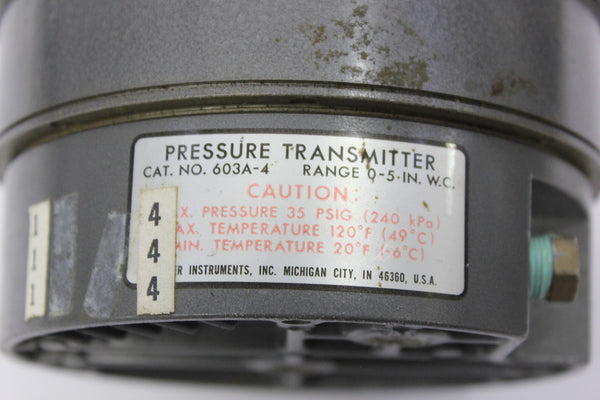 PRESSURE TRANSMITTER
CAT. NO. 603A-4 RANGE 0-5-IN. W.C.
CAUTION
X. PRESSURE 35 PSIG (240 kPa)
AX. TEMPERATURE 120°F (49°C)
MIN. TEMPERATURE 20°F (-6°C)
ER INSTRUMENTS, INC. MICHIGAN CITY, IN 46360, U.S.A.
1
1
1
4
4
4